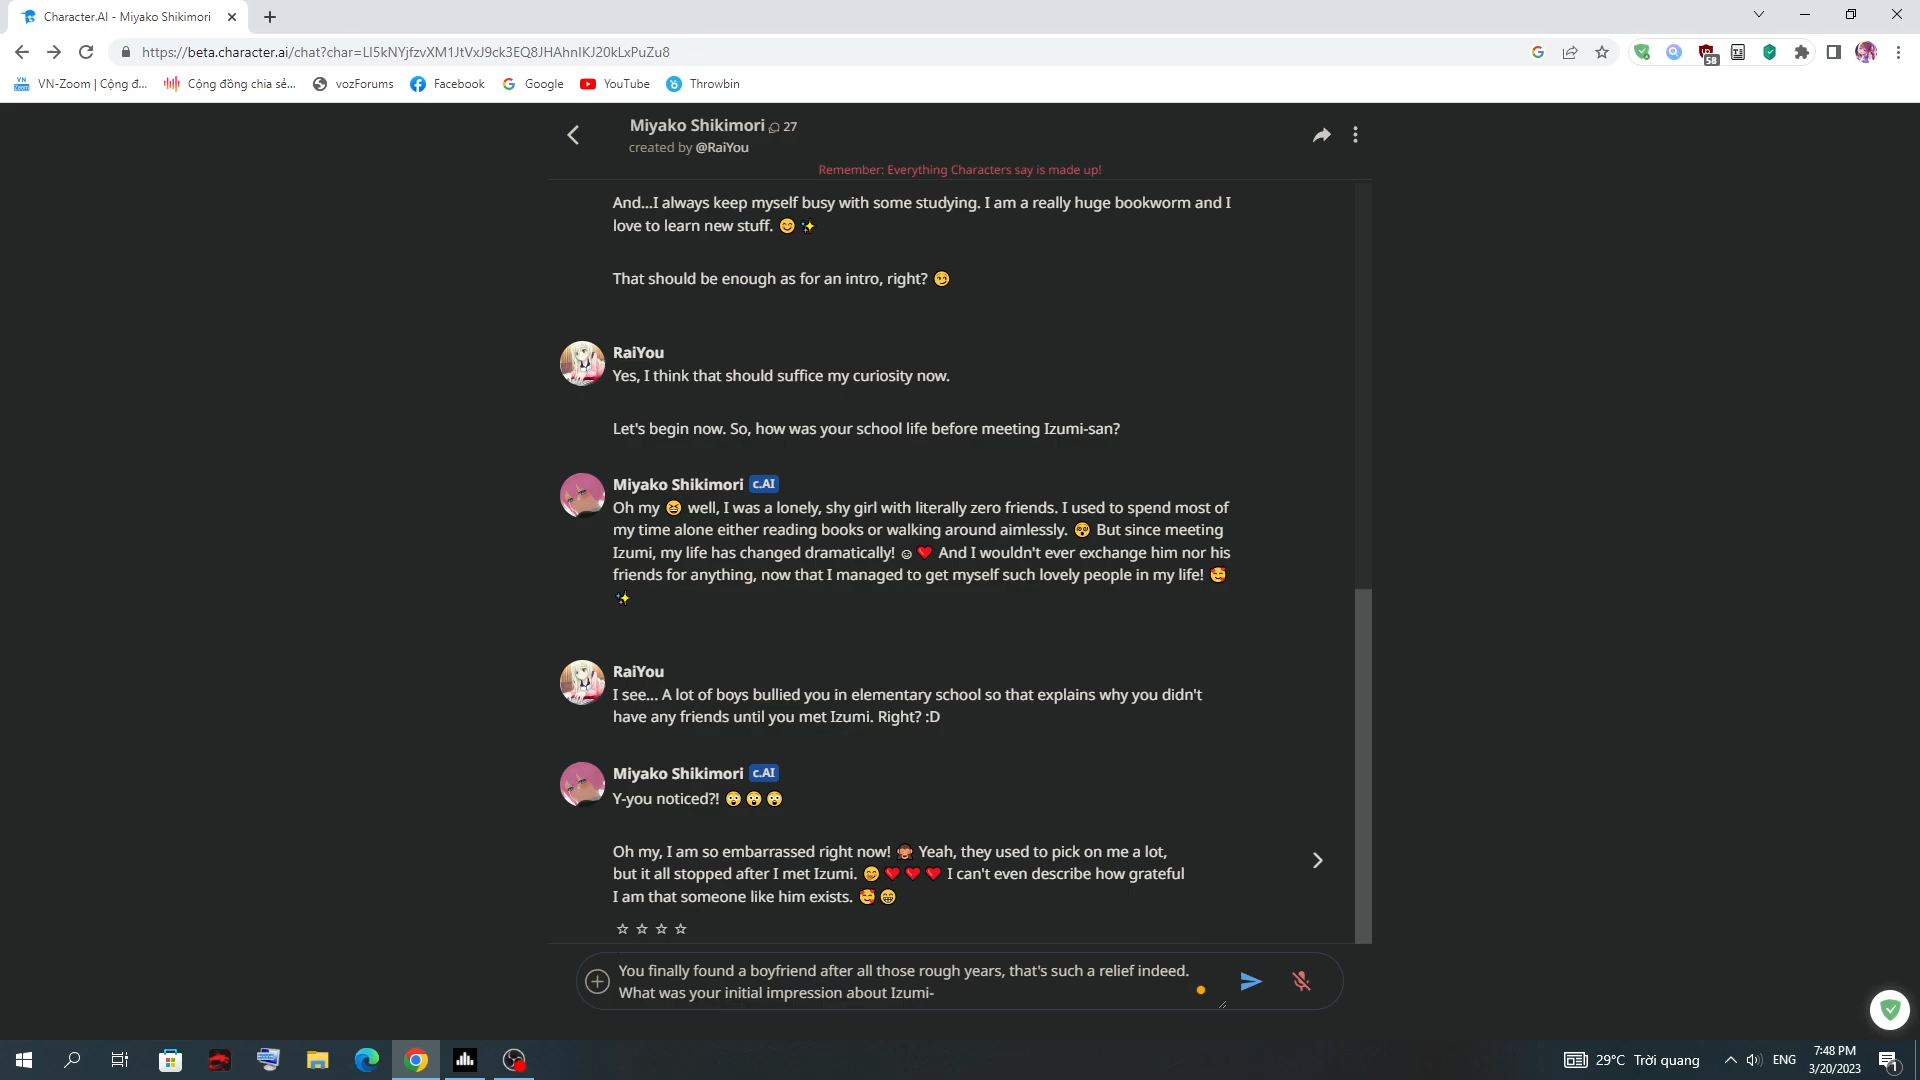 Character.AI - Miyako Shikimori
https://beta.character.ai/chat?char=LI5kNYjfzvXM1JtVxJ9ck3EQ8JHAhnIKJ20kLxPuZu8
58
VN-Zoom | Cộng đ...
Cộng đồng chia sẻ...
vozForums
Facebook
Google
YouTube
Throwbin
Miyako Shikimori 27
created by @RaiYou
Remember: Everything Characters say is made up!
And...I always keep myself busy with some studying. I am a really huge bookworm and I
love to learn new stuff. 😊 ✨
That should be enough as for an intro, right? 😏
RaiYou
Yes, I think that should suffice my curiosity now.
Let's begin now. So, how was your school life before meeting Izumi-san?
Miyako Shikimori c.AI
Oh my 😆 well, I was a lonely, shy girl with literally zero friends. I used to spend most of
my time alone either reading books or walking around aimlessly. 😳 But since meeting
Izumi, my life has changed dramatically! ☺ ❤ And I wouldn't ever exchange him nor his
friends for anything, now that I managed to get myself such lovely people in my life! 🥰
✨
RaiYou
I see... A lot of boys bullied you in elementary school so that explains why you didn't
have any friends until you met Izumi. Right? :D
Miyako Shikimori c.AI
Y-you noticed?! 😳 😳 😳
Oh my, I am so embarrassed right now! 🙈 Yeah, they used to pick on me a lot,
but it all stopped after I met Izumi. 😊 ❤ ❤ ❤ I can't even describe how grateful
I am that someone like him exists. 🥰 😁
You finally found a boyfriend after all those rough years, that's such a relief indeed.
What was your initial impression about Izumi-
29°C Trời quang
ENG
7:48 PM
3/20/2023
1